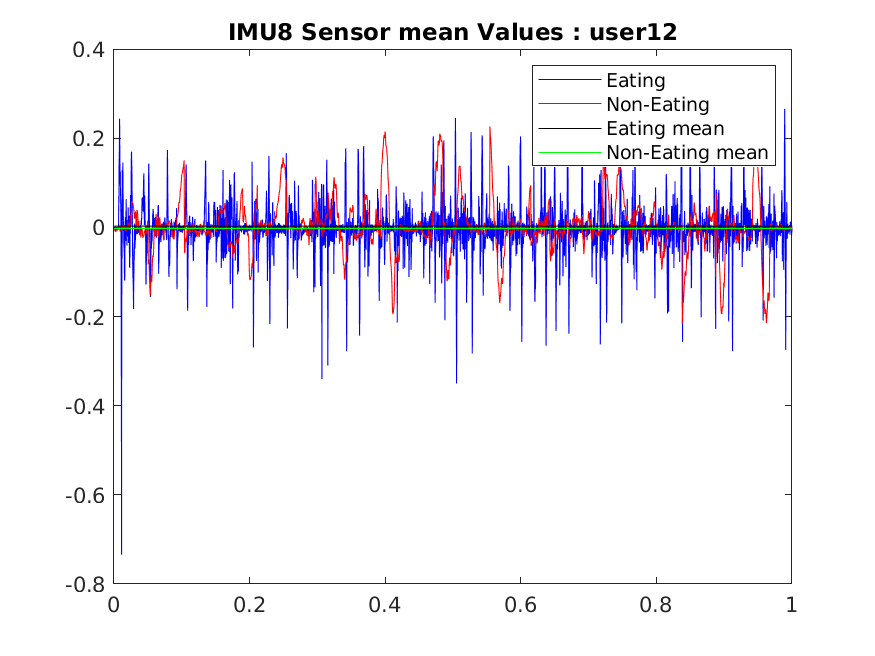 IMU8 Sensor mean Values : user12
0.4
Eating
Non-Eating
Eating mean
Non-Eating mean
0.2
0
-0.2
-0.4
-0.6
-0.8
0 0.2 0.4 0.6 0.8 1